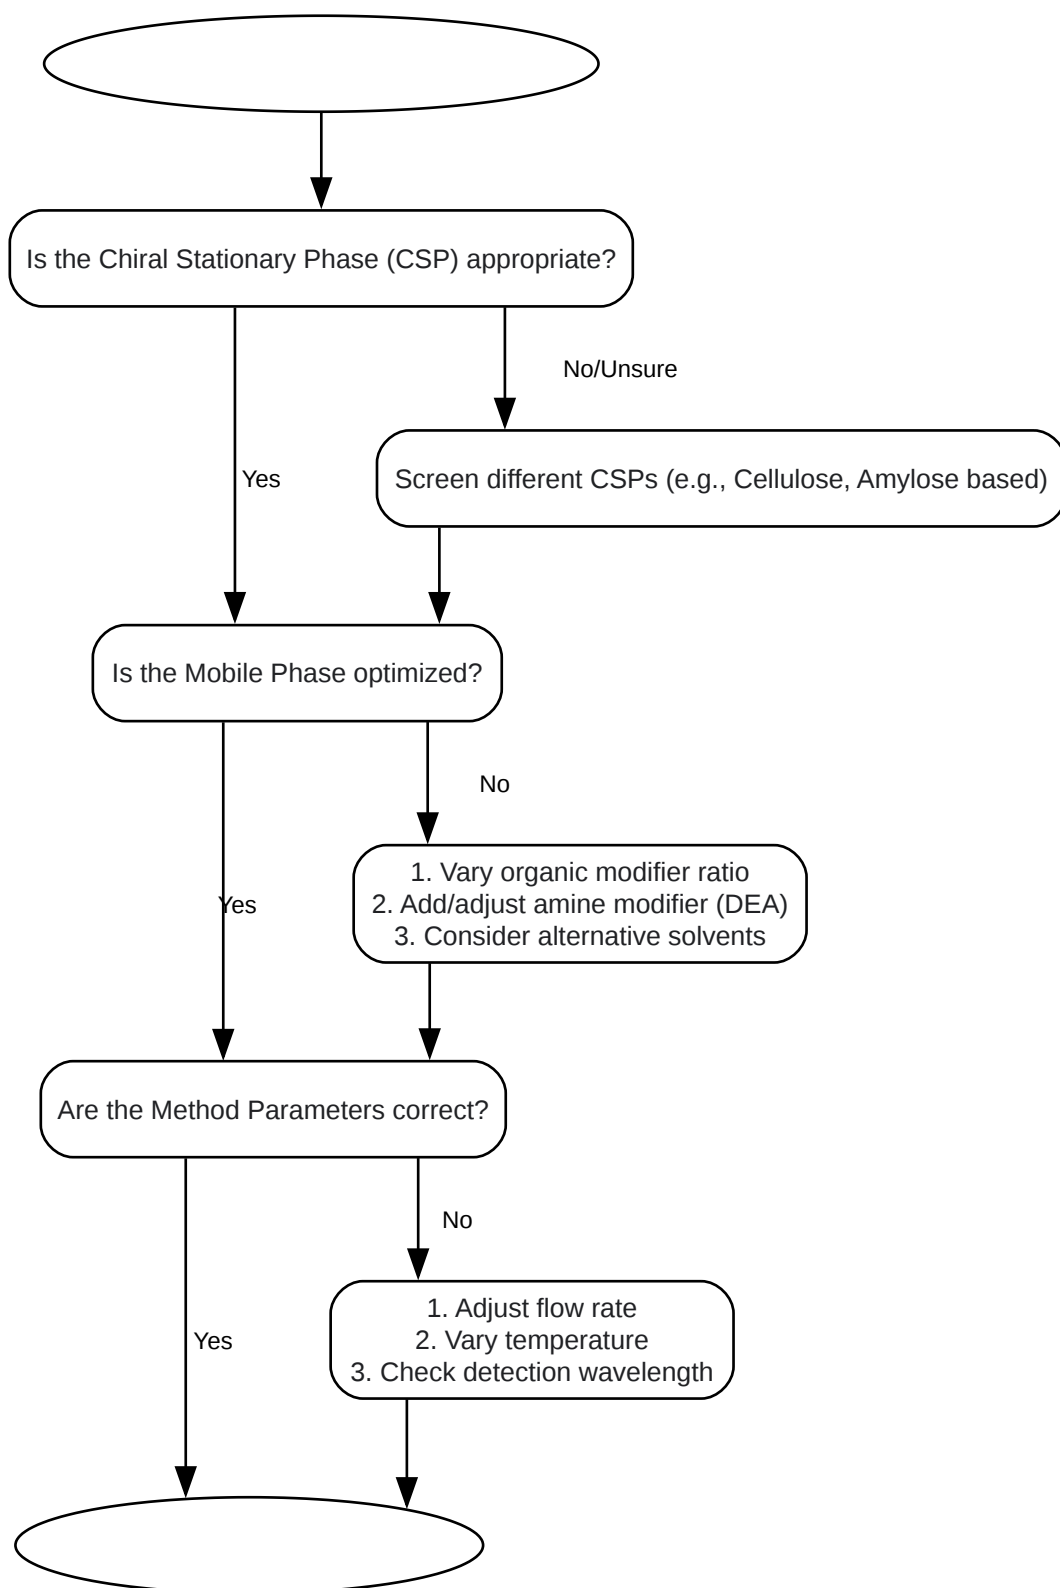 Is the Chiral Stationary Phase (CSP) appropriate?
No/Unsure
Yes
Screen different CSPs (e.g., Cellulose, Amylose based)
Is the Mobile Phase optimized?
No
Yes
1. Vary organic modifier ratio
2. Add/adjust amine modifier (DEA)
3. Consider alternative solvents
Are the Method Parameters correct?
No
Yes
1. Adjust flow rate
2. Vary temperature
3. Check detection wavelength